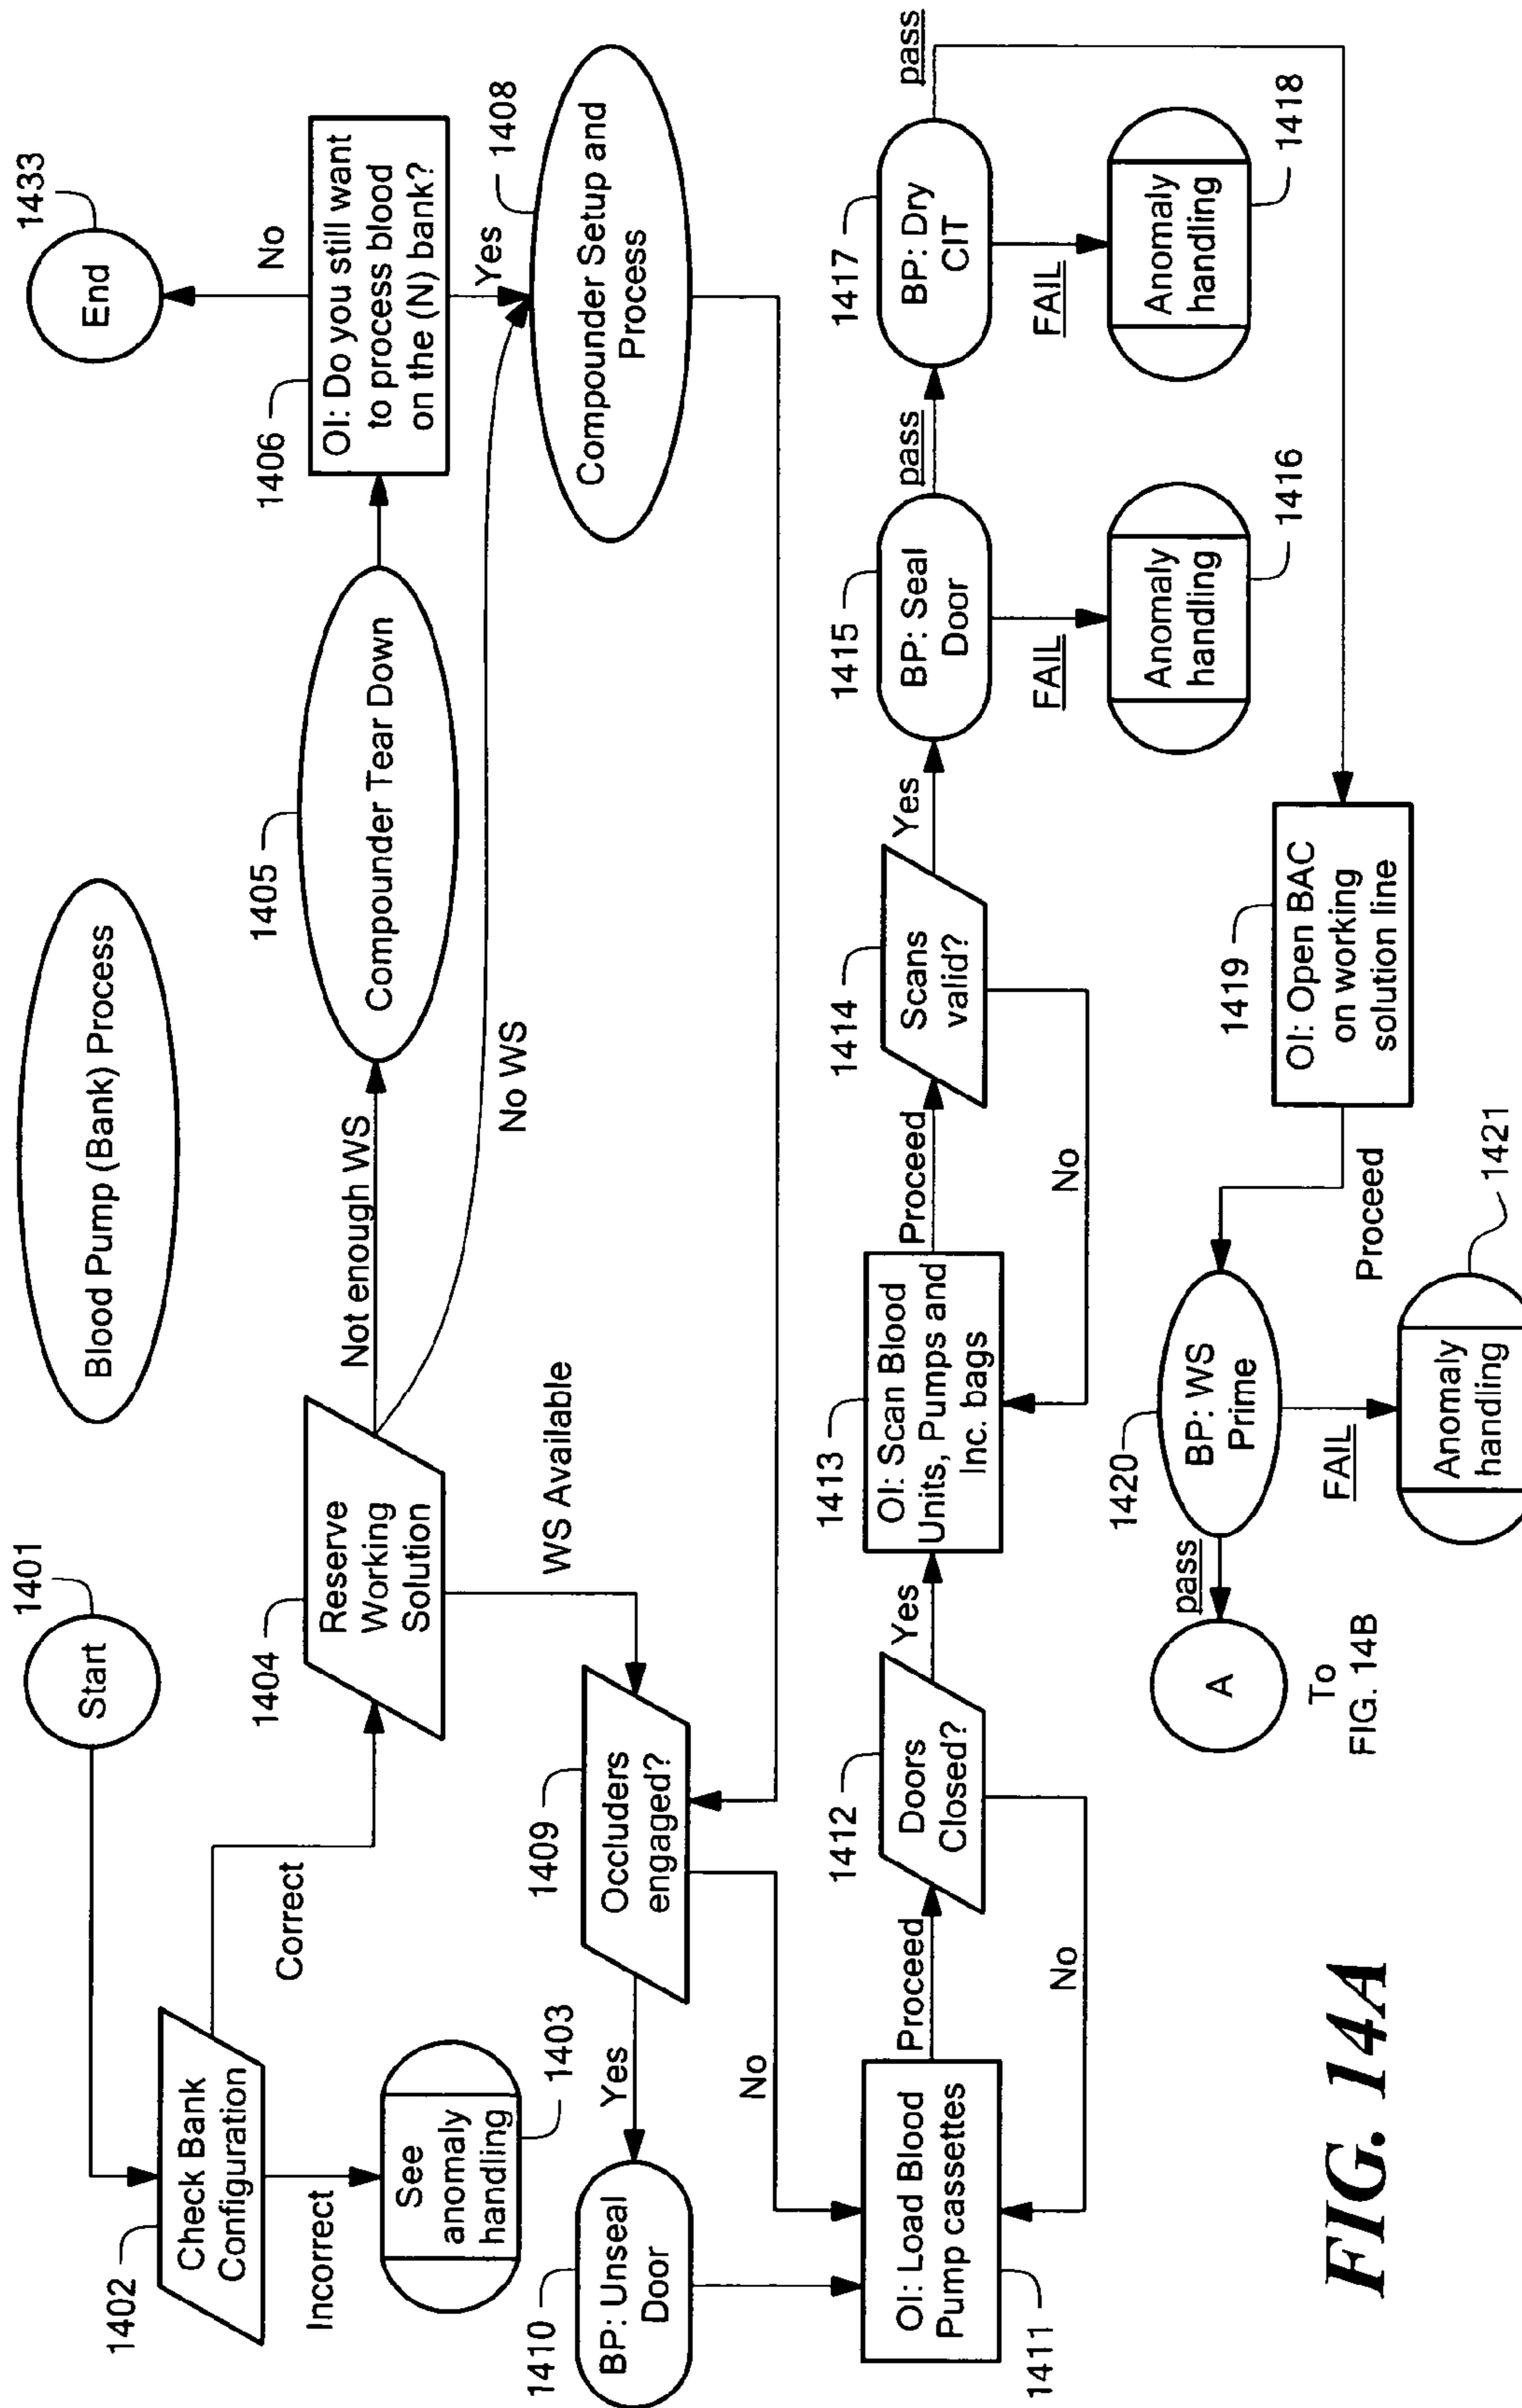 Blood Pump (Bank) Process
1401
Start
1402
Check Bank
Configuration
Correct
Incorrect
See
anomaly
handling
1403
1404
Reserve
Working
Solution
Not enough WS
No WS
WS Available
1405
Compounder Tear Down
1406
OI: Do you still want
to process blood
on the (N) bank?
No
End
1433
Yes
1408
Compounder Setup and
Process
1409
Occluders
engaged?
Yes
No
1410
BP: Unseal
Door
1411
OI: Load Blood
Pump cassettes
Proceed
1412
Doors
Closed?
No
Yes
1413
OI: Scan Blood
Units, Pumps and
Inc. bags
Proceed
1414
Scans
valid?
No
Yes
1415
BP: Seal
Door
FAIL
Anomaly
handling
1416
pass
1417
BP: Dry
CIT
FAIL
Anomaly
handling
1418
pass
1419
OI: Open BAC
on working
solution line
Proceed
1420
BP: WS
Prime
FAIL
Anomaly
handling
1421
pass
A
To
FIG. 14B
FIG. 14A